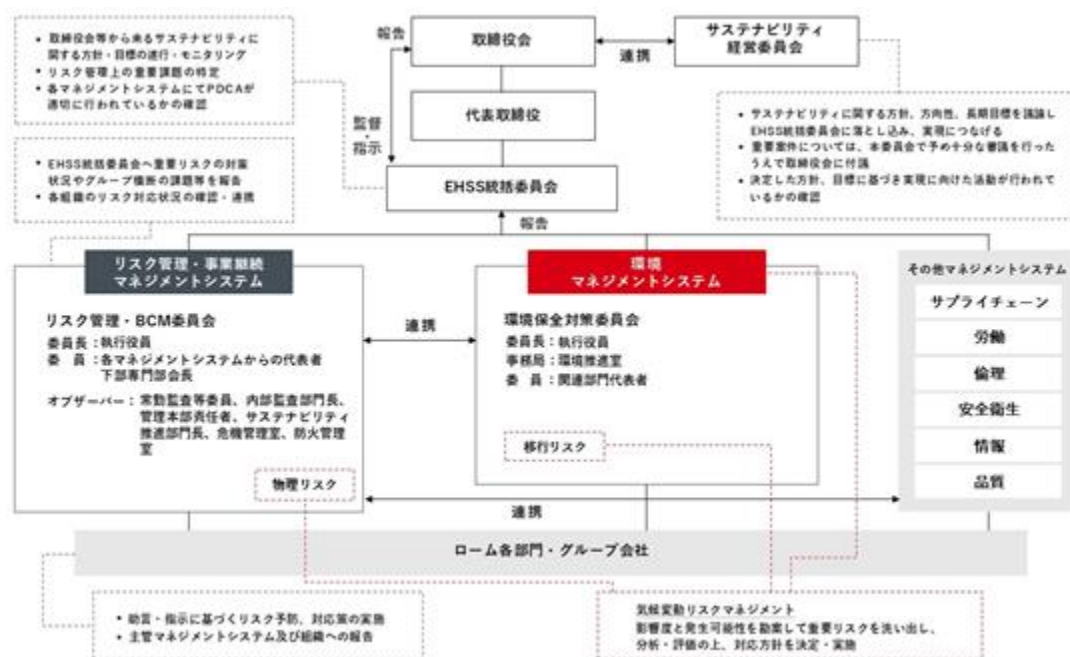 ・取締役会等から来るサステナビリティに
関する方針・目標の遂行・モニタリング
・リスク管理上の重要課題の特定
・各マネジメントシステムにてPDCAが
適切に行われているかの確認
報告
取締役会
連携
サステナビリティ
経営委員会
代表取締役
監督・指示
EHSS統括委員会
・サステナビリティに関する方針、方向性、長期目標を議論し
EHSS統括委員会に落とし込み、実現につなげる
・重要案件については、本委員会で予め十分な審議を行った
うえで取締役会に付議
・決定した方針、目標に基づき実現に向けた活動が行われて
いるかの確認
・EHSS統括委員会へ重要リスクの対策
状況やグループ横断の課題等を報告
・各組織のリスク対応状況の確認・連携
報告
リスク管理・事業継続
マネジメントシステム
リスク管理・BCM委員会
委員長:執行役員
委 員:各マネジメントシステムからの代表者
下部専門部会長
オブザーバー:常勤監査等委員、内部監査部門長、
管理本部責任者、サステナビリティ
推進部門長、危機管理室、防火管理
室
物理リスク
連携
環境
マネジメントシステム
環境保全対策委員会
委員長:執行役員
事務局:環境推進室
委 員:関連部門代表者
移行リスク
連携
その他マネジメントシステム
サプライチェーン
労働
倫理
安全衛生
情報
品質
ローム各部門・グループ会社
・助言・指示に基づくリスク予防、対応策の実施
・主管マネジメントシステム及び組織への報告
気候変動リスクマネジメント
影響度と発生可能性を勘案して重要リスクを洗い出し、
分析・評価の上、対応方針を決定・実施